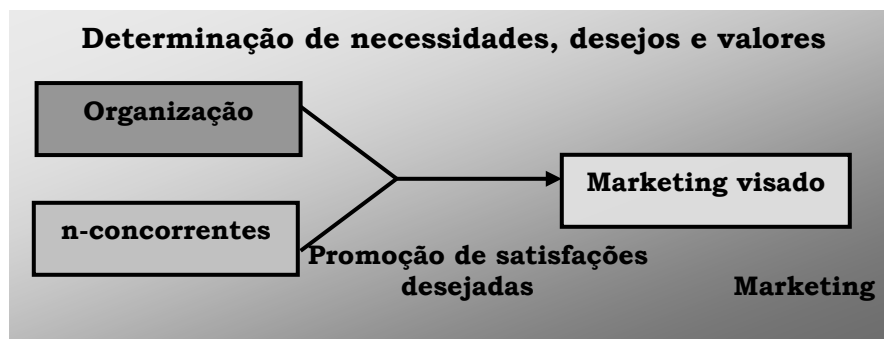 Determinação de necessidades, desejos e valores
Organização
Marketing visado
n-concorrentes
Promoção de satisfações
desejadas
Marketing